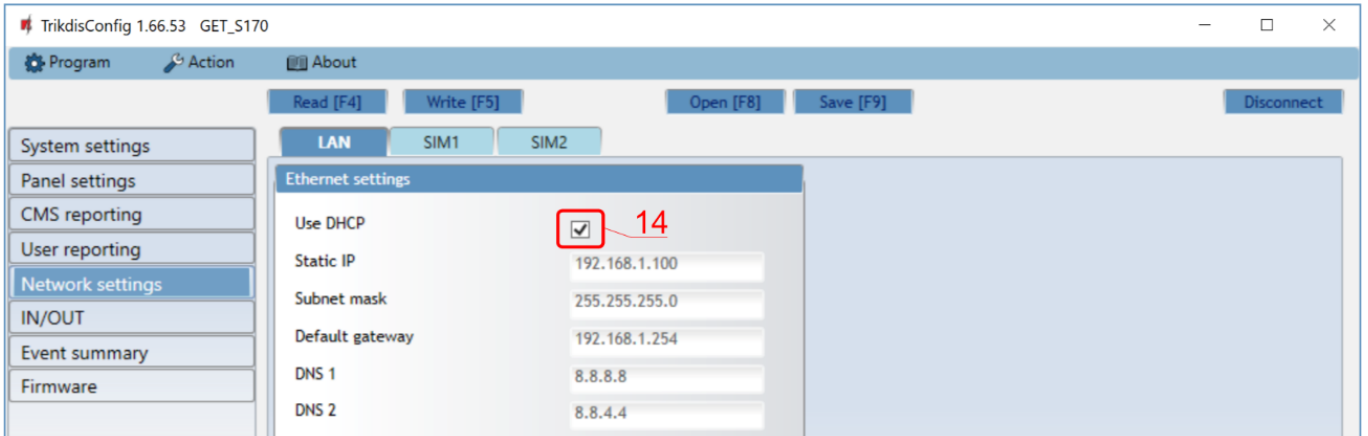 TrikdisConfig 1.66.53 GET_S170
Program Action About
Read [F4] Write [F5] Open [F8] Save [F9] Disconnect
System settings
Panel settings
CMS reporting
User reporting
Network settings
IN/OUT
Event summary
Firmware
LAN SIM1 SIM2
Ethernet settings
Use DHCP 14
Static IP 192.168.1.100
Subnet mask 255.255.255.0
Default gateway 192.168.1.254
DNS 1 8.8.8.8
DNS 2 8.8.4.4